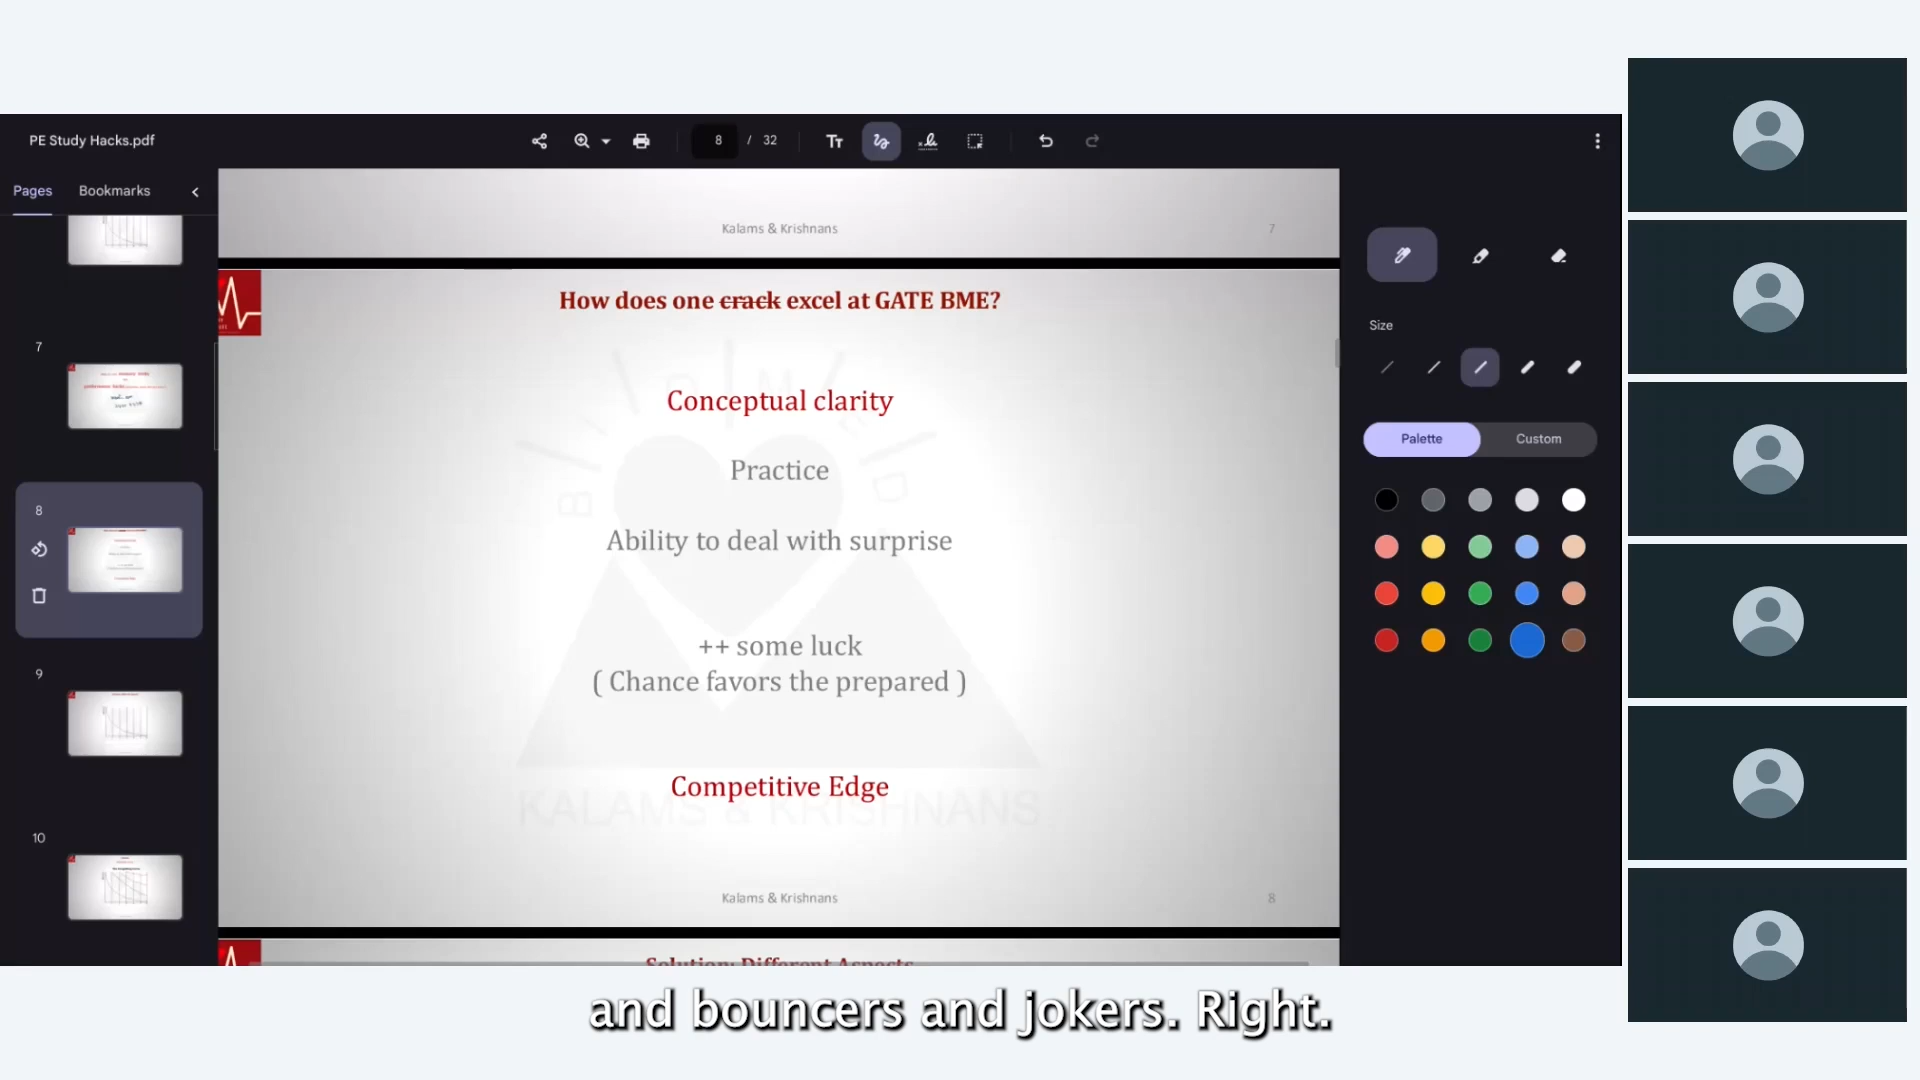 PE Study Hacks.pdf
8 / 32
Pages
Bookmarks
Kalams & Krishnans
7
How does one crack excel at GATE BME?
Conceptual clarity
Practice
Ability to deal with surprise
++ some luck
( Chance favors the prepared )
Competitive Edge
KALAMS & KRISHNANS
Kalams & Krishnans
8
Solution: Different Aspects
7
8
9
10
Size
Palette
Custom
and bouncers and jokers. Right.